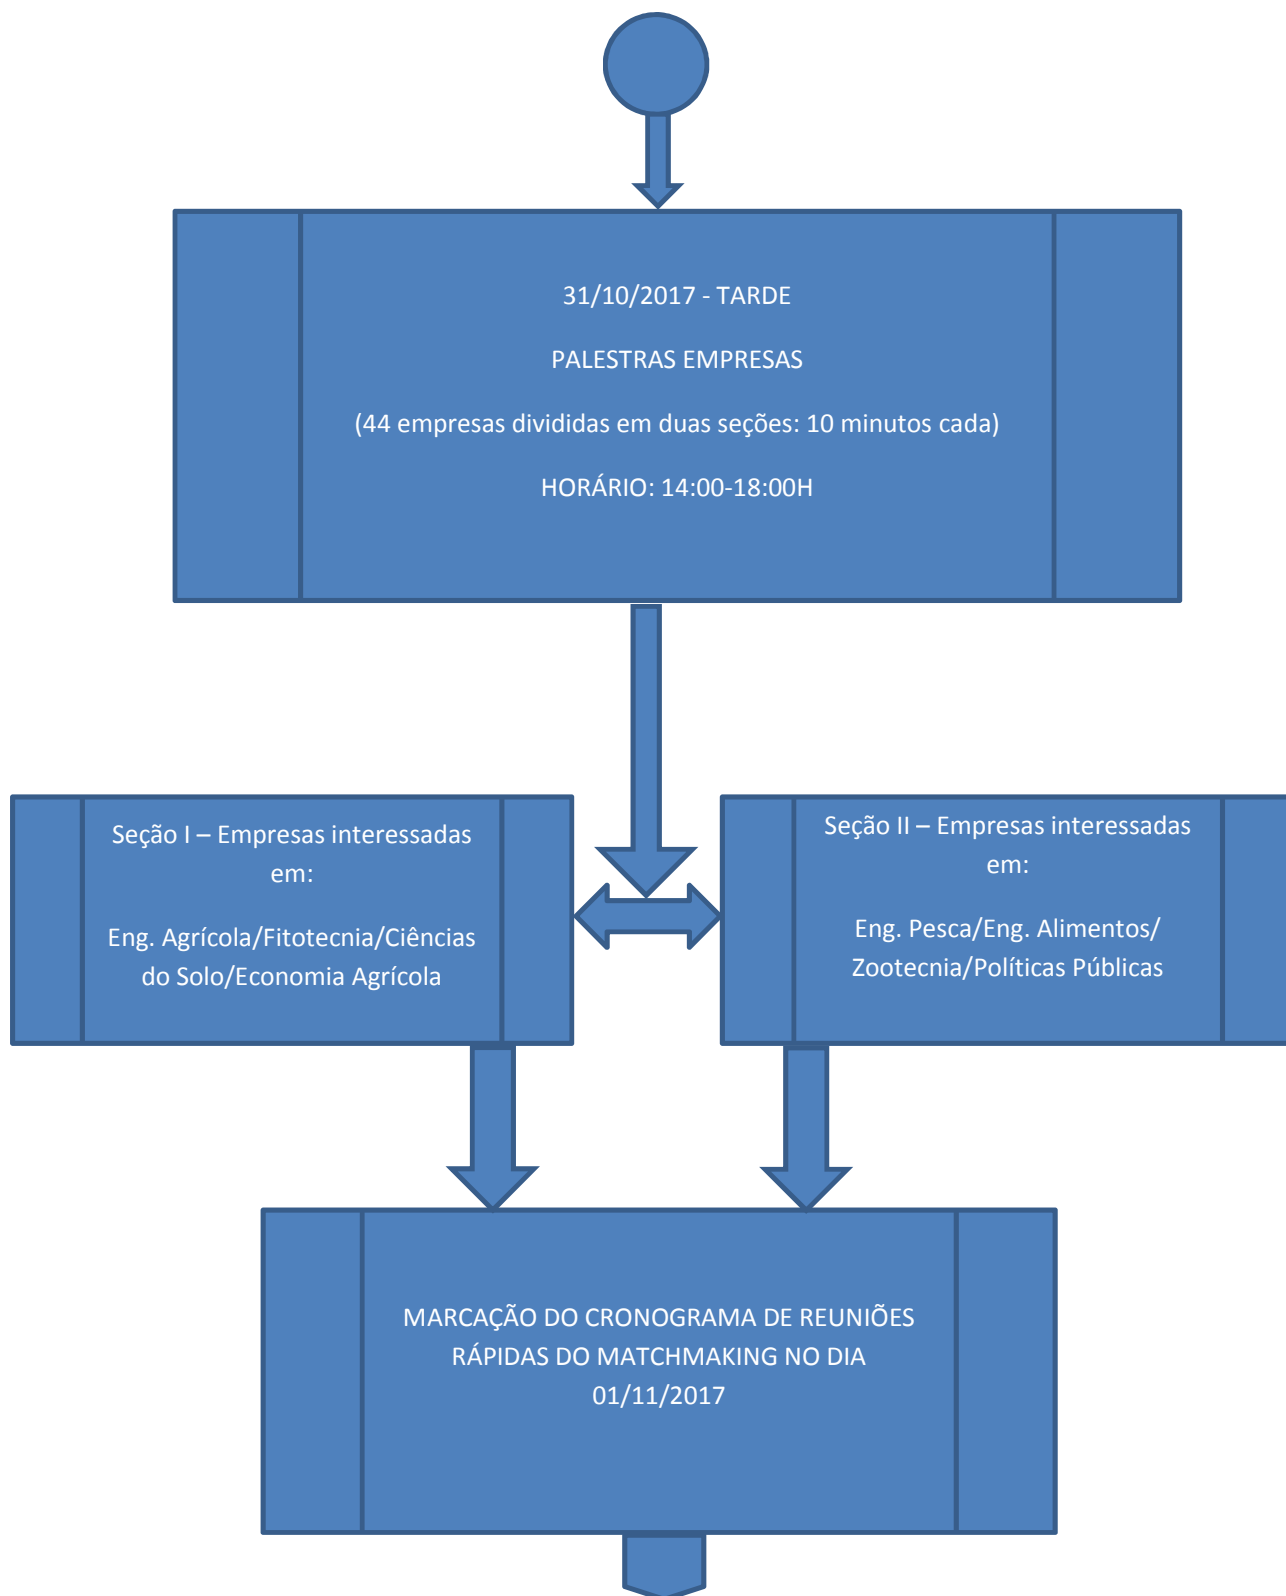 31/10/2017 - TARDE
PALESTRAS EMPRESAS
(44 empresas divididas em duas seções: 10 minutos cada)
HORÁRIO: 14:00-18:00H
Seção I – Empresas interessadas
em:
Eng. Agrícola/Fitotecnia/Ciências
do Solo/Economia Agrícola
Seção II – Empresas interessadas
em:
Eng. Pesca/Eng. Alimentos/
Zootecnia/Políticas Públicas
MARCAÇÃO DO CRONOGRAMA DE REUNIÕES
RÁPIDAS DO MATCHMAKING NO DIA
01/11/2017